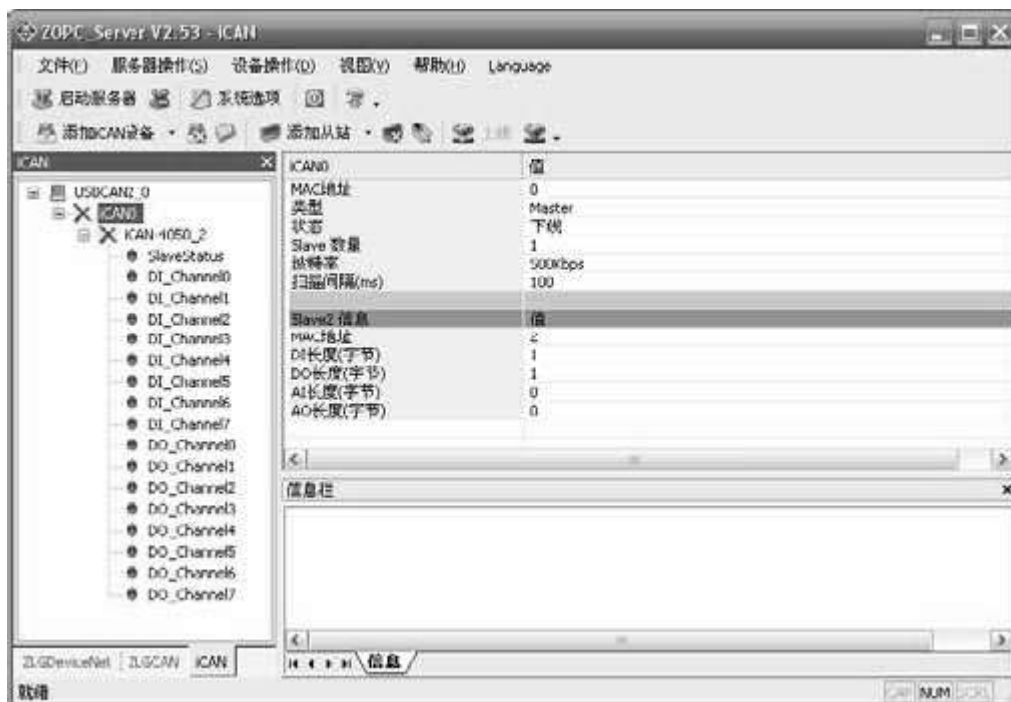 ZOPC_Server V2.53 - iCAN
文件(F) 服务器操作(S) 设备操作(D) 视图(V) 帮助(H) Language
启动服务器 系统选项
添加CAN设备 添加从站 上线
iCAN
USBCAN2_0
iCAN0
iCAN-4050_2
SlaveStatus
DI_Channel0
DI_Channel1
DI_Channel2
DI_Channel3
DI_Channel4
DI_Channel5
DI_Channel6
DI_Channel7
DO_Channel0
DO_Channel1
DO_Channel2
DO_Channel3
DO_Channel4
DO_Channel5
DO_Channel6
DO_Channel7
ZLGDeviceNet ZLGCAN iCAN
iCAN0 值
MAC地址 0
类型 Master
状态 下线
Slave 数量 1
波特率 500Kbps
扫描间隔(ms) 100
Slave2 信息 值
MAC地址 2
DI长度(字节) 1
DO长度(字节) 1
AI长度(字节) 0
AO长度(字节) 0
信息栏
信息
就绪 CAP NUM SCRL